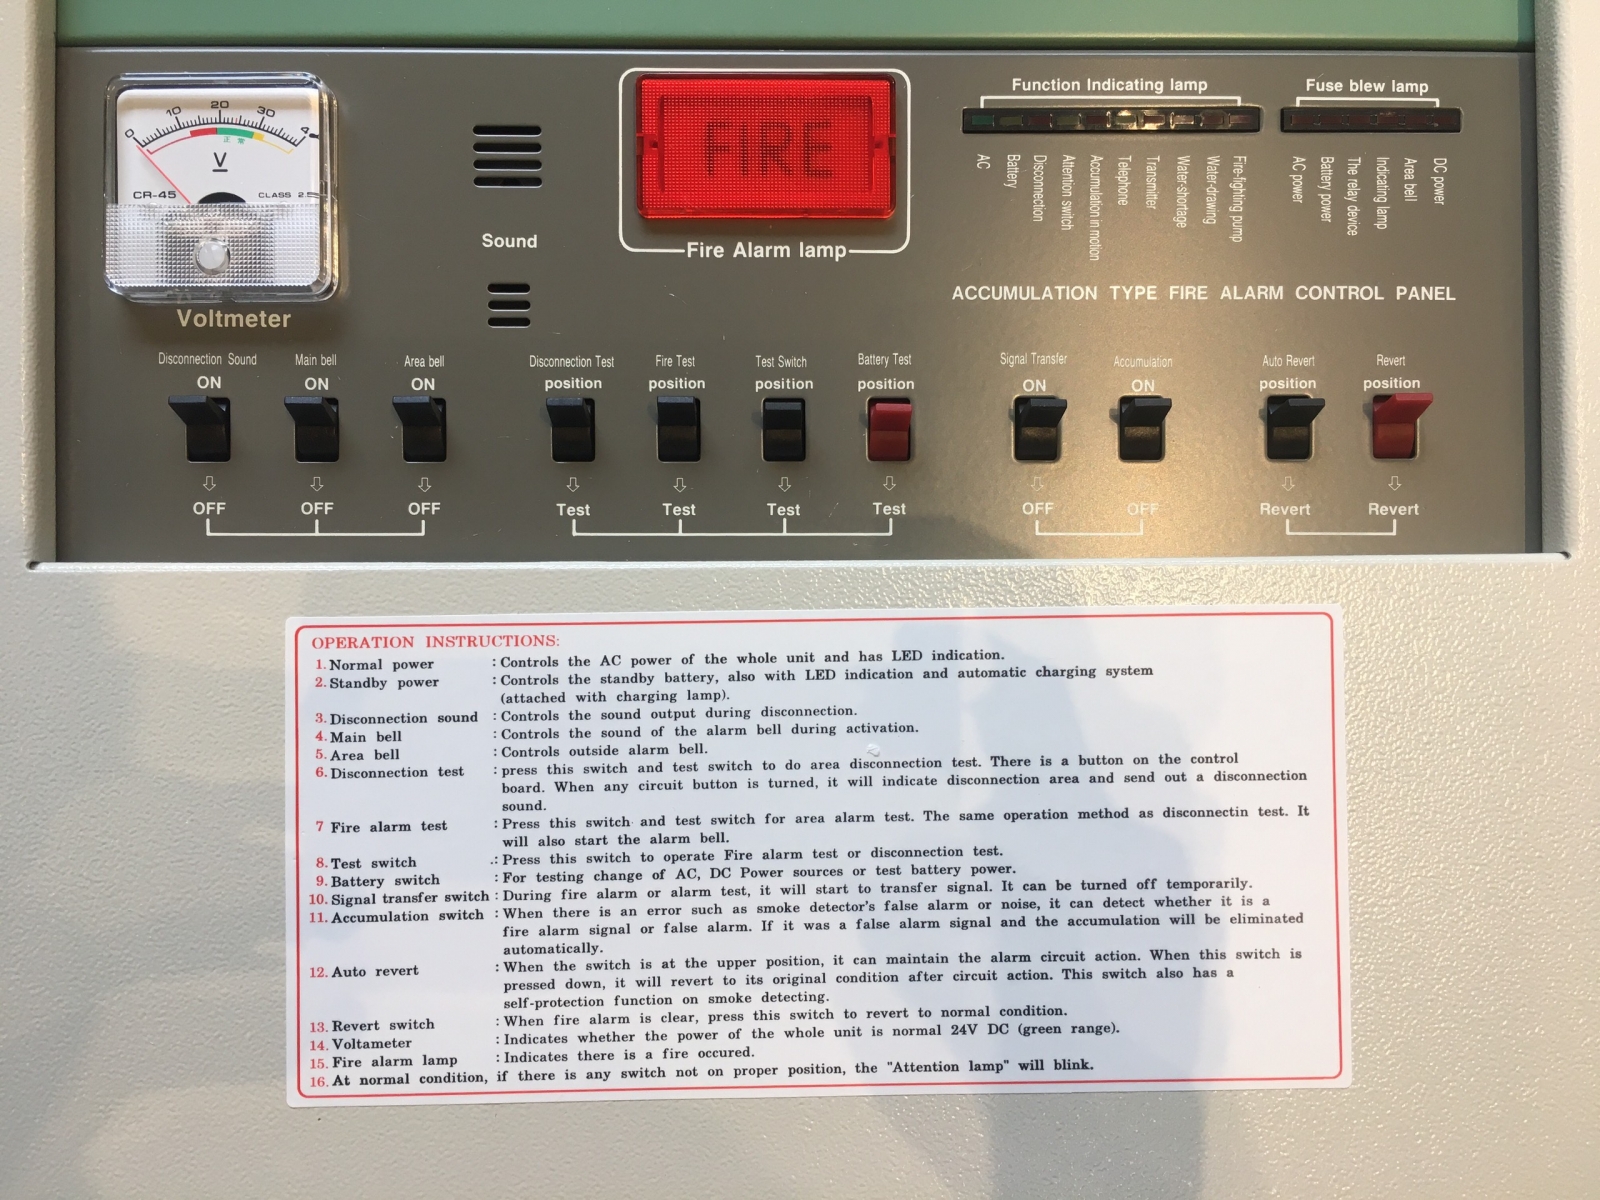 0 10 20 30 4
正常
V
CR-45
CLASS 2.5
Voltmeter
Sound
FIRE
Fire Alarm lamp
Function Indicating lamp
AC
Battery
Disconnection
Attention switch
Accumulation in motion
Telephone
Transmitter
Water-shortage
Water-drawing
Fire-fighting pump
Fuse blew lamp
AC power
Battery power
The relay device
Indicating lamp
Area bell
DC power
ACCUMULATION TYPE FIRE ALARM CONTROL PANEL
Disconnection Sound
ON
OFF
Main bell
ON
OFF
Area bell
ON
OFF
Disconnection Test
position
Test
Fire Test
position
Test
Test Switch
position
Test
Battery Test
position
Test
Signal Transfer
ON
OFF
Accumulation
ON
OFF
Auto Revert
position
Revert
Revert
position
Revert
OPERATION INSTRUCTIONS:
1. Normal power : Controls the AC power of the whole unit and has LED indication.
2. Standby power : Controls the standby battery, also with LED indication and automatic charging system
(attached with charging lamp).
3. Disconnection sound : Controls the sound output during disconnection.
4. Main bell : Controls the sound of the alarm bell during activation.
5. Area bell : Controls outside alarm bell.
6. Disconnection test : press this switch and test switch to do area disconnection test. There is a button on the control
board. When any circuit button is turned, it will indicate disconnection area and send out a disconnection
sound.
7 Fire alarm test : Press this switch and test switch for area alarm test. The same operation method as disconnectin test. It
will also start the alarm bell.
8. Test switch .: Press this switch to operate Fire alarm test or disconnection test.
9. Battery switch : For testing change of AC, DC Power sources or test battery power.
10. Signal transfer switch : During fire alarm or alarm test, it will start to transfer signal. It can be turned off temporarily.
11. Accumulation switch : When there is an error such as smoke detector's false alarm or noise, it can detect whether it is a
fire alarm signal or false alarm. If it was a false alarm signal and the accumulation will be eliminated
automatically.
12. Auto revert : When the switch is at the upper position, it can maintain the alarm circuit action. When this switch is
pressed down, it will revert to its original condition after circuit action. This switch also has a
self-protection function on smoke detecting.
13. Revert switch : When fire alarm is clear, press this switch to revert to normal condition.
14. Voltameter : Indicates whether the power of the whole unit is normal 24V DC (green range).
15. Fire alarm lamp : Indicates there is a fire occured.
16. At normal condition, if there is any switch not on proper position, the "Attention lamp" will blink.